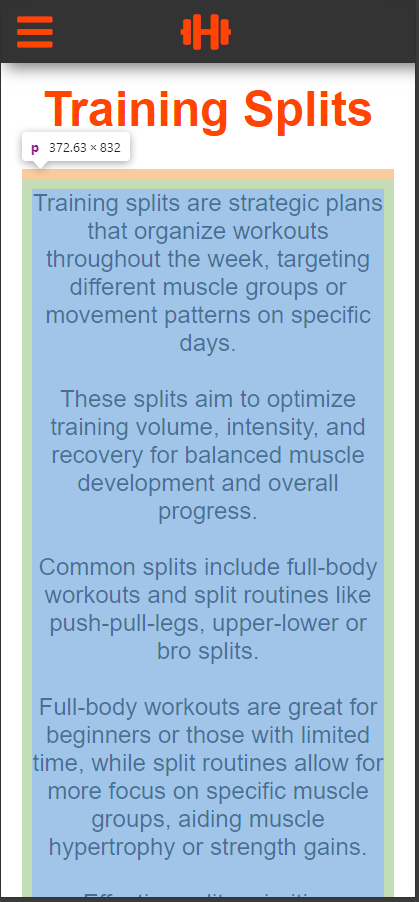 Training Splits
p 372.63 × 832
Training splits are strategic plans
that organize workouts
throughout the week, targeting
different muscle groups or
movement patterns on specific
days.
These splits aim to optimize
training volume, intensity, and
recovery for balanced muscle
development and overall
progress.
Common splits include full-body
workouts and split routines like
push-pull-legs, upper-lower or
bro splits.
Full-body workouts are great for
beginners or those with limited
time, while split routines allow for
more focus on specific muscle
groups, aiding muscle
hypertrophy or strength gains.